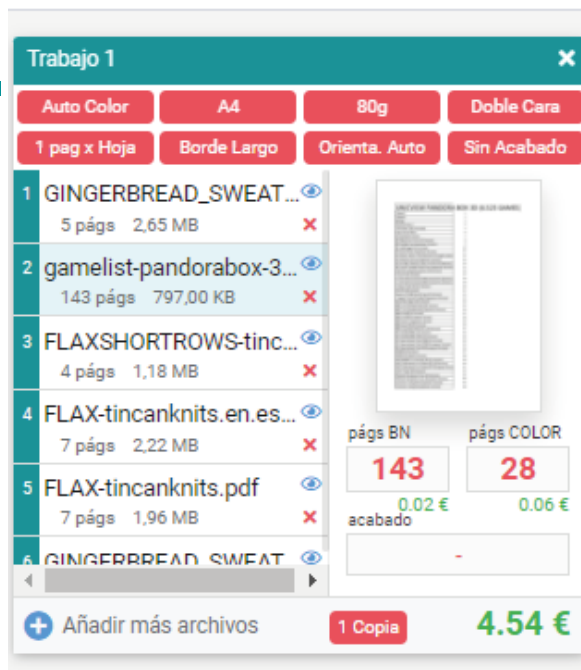 Trabajo 1
Auto Color A4 80g Doble Cara
1 pag x Hoja Borde Largo Orienta. Auto Sin Acabado
1 GINGERBREAD_SWEAT...
5 págs 2,65 MB
2 gamelist-pandorabox-3...
143 págs 797,00 KB
3 FLAXSHORTROWS-tinc...
4 págs 1,18 MB
4 FLAX-tincanknits.en.es...
7 págs 2,22 MB
5 FLAX-tincanknits.pdf
7 págs 1,96 MB
6 GINGERBREAD_SWEAT...
págs BN págs COLOR
143 28
0.02 € 0.06 €
acabado
-
Añadir más archivos 1 Copia 4.54 €